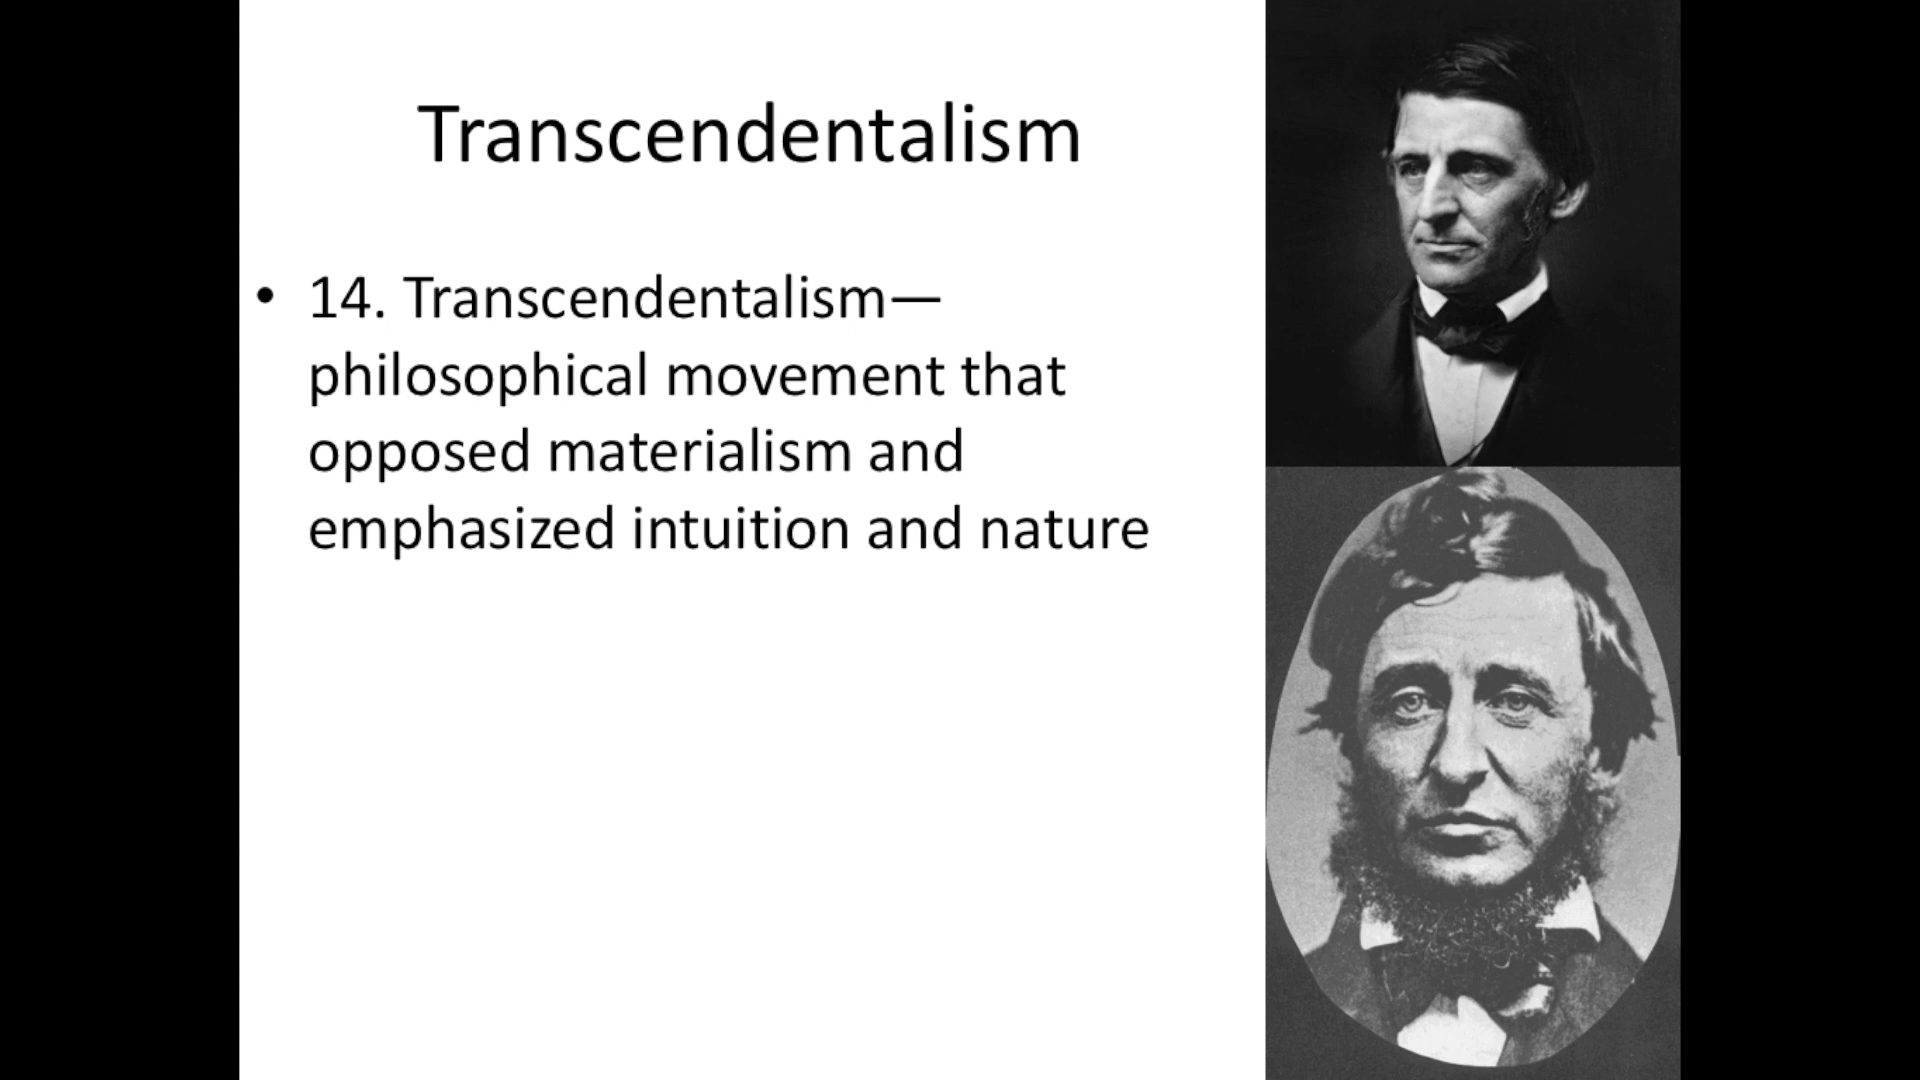 Transcendentalism
• 14. Transcendentalism—
philosophical movement that
opposed materialism and
emphasized intuition and nature